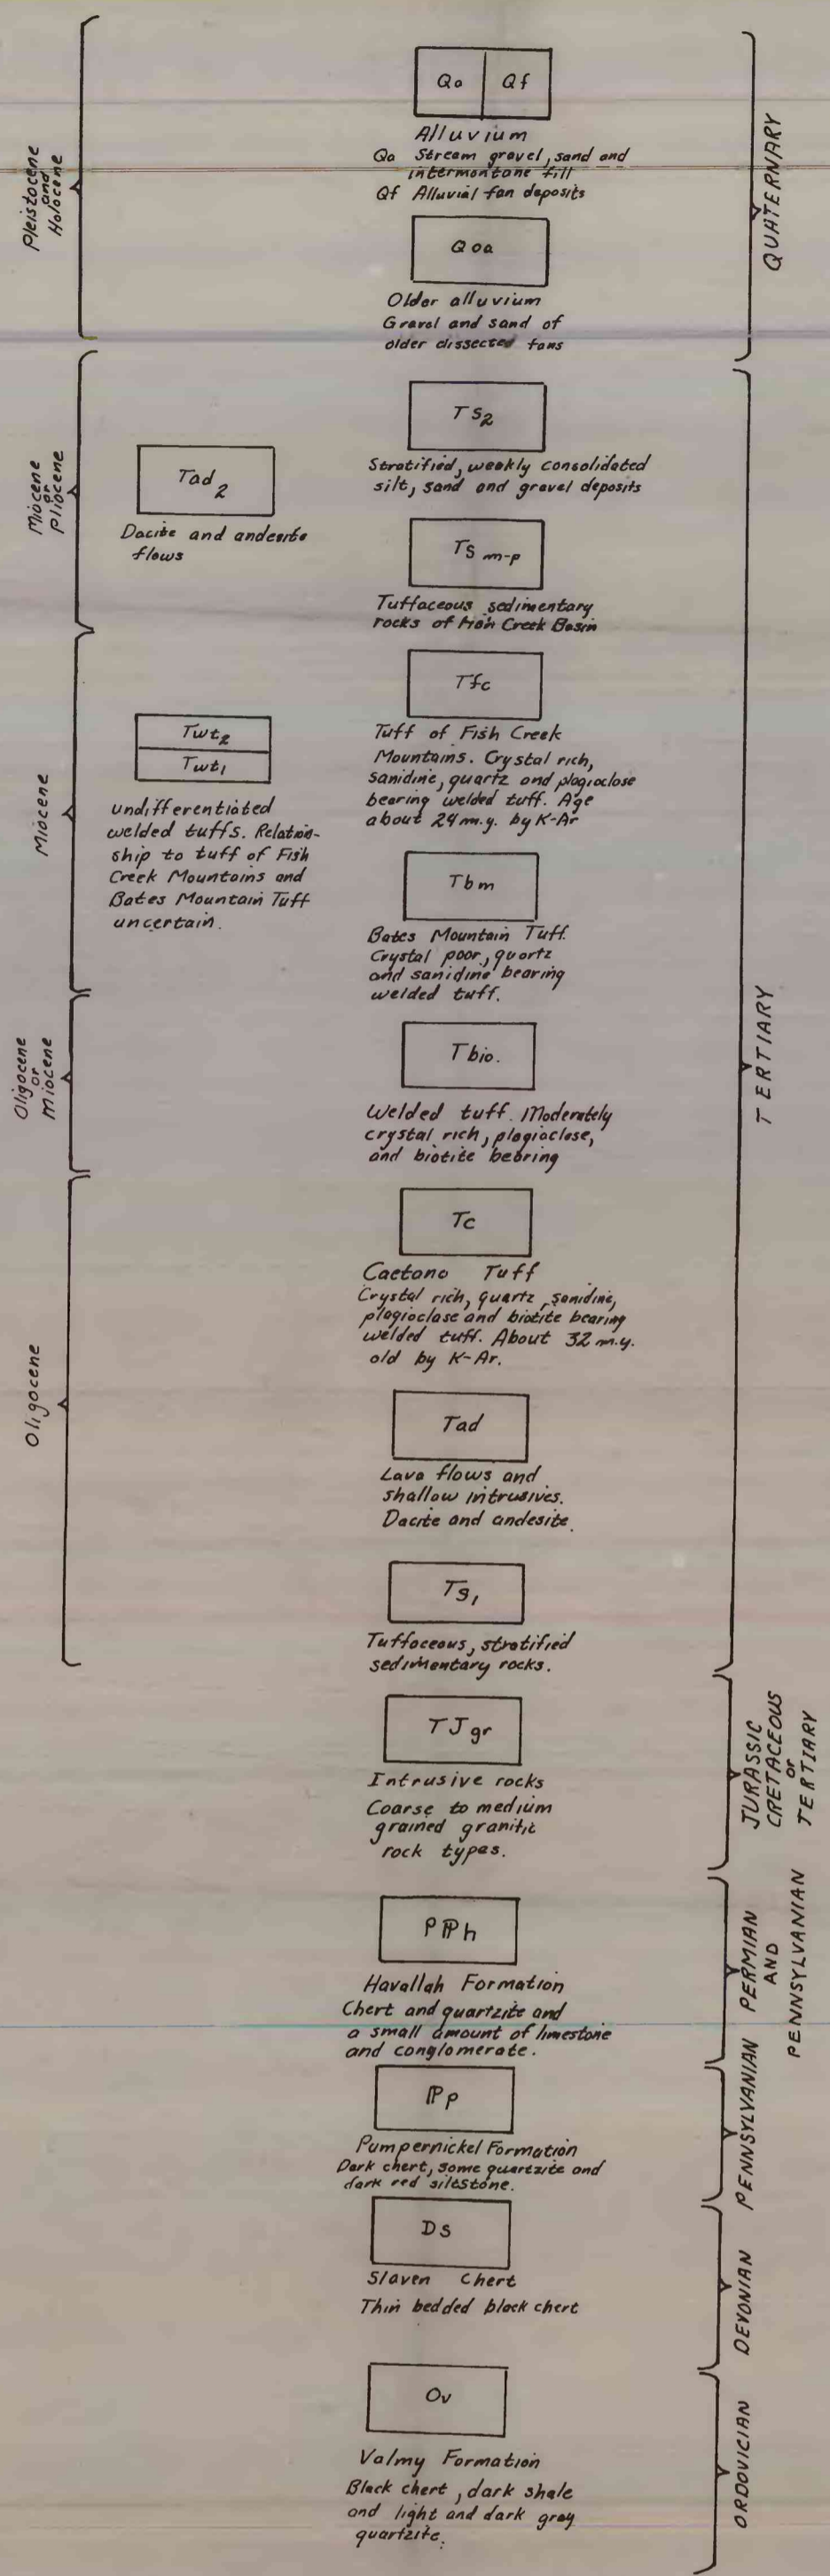 Qa Qf
Alluvium
Qa Stream gravel, sand and
intermontane fill
Qf Alluvial fan deposits
Pleistocene
and
Holocene
QUATERNARY
Qoa
Older alluvium
Gravel and sand of
older dissected fans
TS2
Stratified, weakly consolidated
silt, sand and gravel deposits
Tad2
Dacite and andesite
flows
Miocene
or
Pliocene
TS m-p
Tuffaceous sedimentary
rocks of Fish Creek Basin
Tfc
Tuff of Fish Creek
Mountains. Crystal rich,
sanidine, quartz and plagioclase
bearing welded tuff. Age
about 24 m.y. by K-Ar
Twt2
Twt1
undifferentiated
welded tuffs. Relation-
ship to tuff of Fish
Creek Mountains and
Bates Mountain Tuff
uncertain.
Miocene
Tbm
Bates Mountain Tuff.
Crystal poor, quartz
and sanidine bearing
welded tuff.
Tbio.
Welded tuff. Moderately
crystal rich, plagioclase,
and biotite bearing
Oligocene
or
Miocene
TERTIARY
Tc
Caetano Tuff
Crystal rich, quartz, sanidine,
plagioclase and biotite bearing
welded tuff. About 32 m.y.
old by K-Ar.
Tad
Lava flows and
shallow intrusives.
Dacite and andesite.
Oligocene
TS1
Tuffaceous, stratified
sedimentary rocks.
TJgr
Intrusive rocks
Coarse to medium
grained granitic
rock types.
JURASSIC
CRETACEOUS
or
TERTIARY
Pℙh
Havallah Formation
Chert and quartzite and
a small amount of limestone
and conglomerate.
PERMIAN
AND
PENNSYLVANIAN
ℙp
Pumpernickel Formation
Dark chert, some quartzite and
dark red siltstone.
PENNSYLVANIAN
Ds
Slaven Chert
Thin bedded black chert
DEVONIAN
Ov
Valmy Formation
Black chert, dark shale
and light and dark gray
quartzite.
ORDOVICIAN